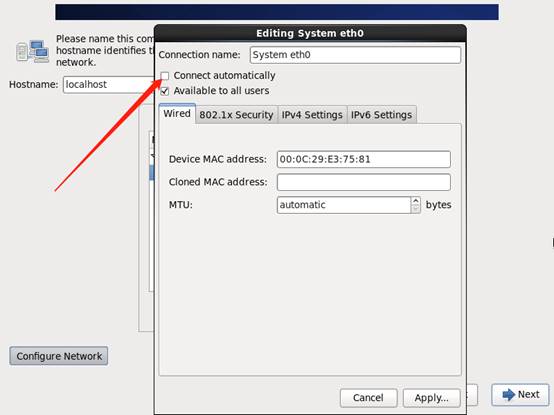 Editing System eth0
Please name this com
hostname identifies t
network.
Hostname: localhost
Connection name: System eth0
Connect automatically
Available to all users
Wired 802.1x Security IPv4 Settings IPv6 Settings
Device MAC address: 00:0C:29:E3:75:81
Cloned MAC address:
MTU: automatic bytes
Configure Network
Cancel Apply...
Next